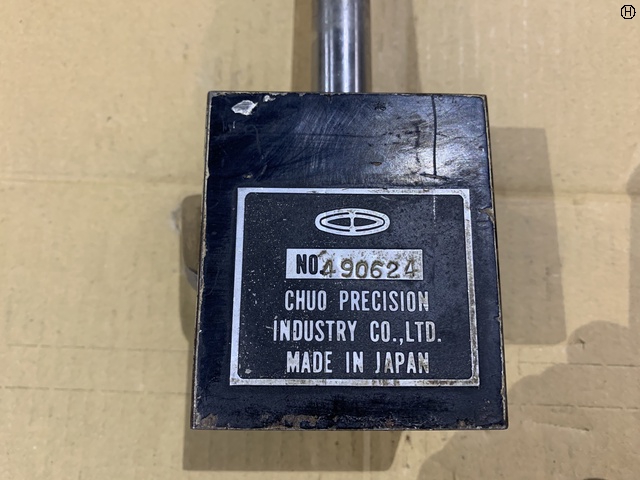 H
NO.490624
CHUO PRECISION
INDUSTRY CO.,LTD.
MADE IN JAPAN